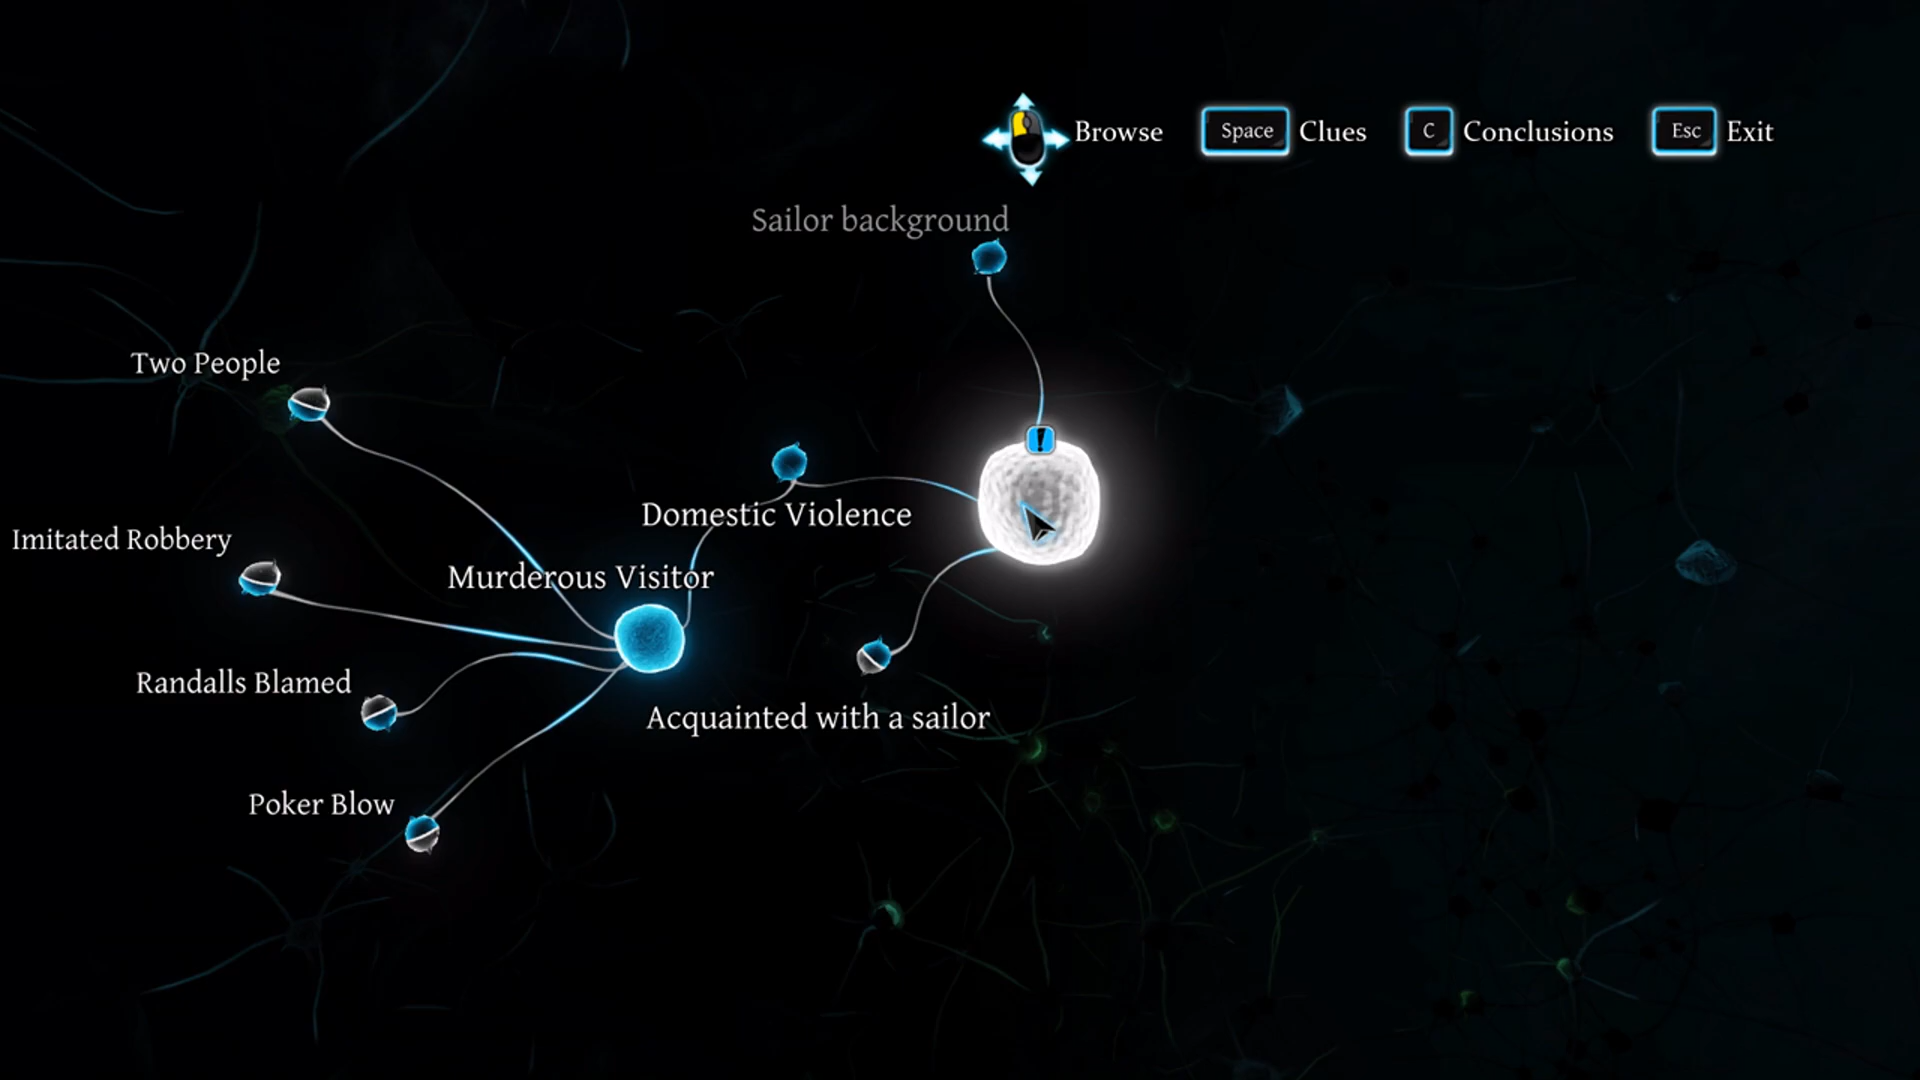 Browse
Space
Clues
C
Conclusions
Esc
Exit
Sailor background
Two People
Domestic Violence
Imitated Robbery
Murderous Visitor
Randalls Blamed
Acquainted with a sailor
Poker Blow